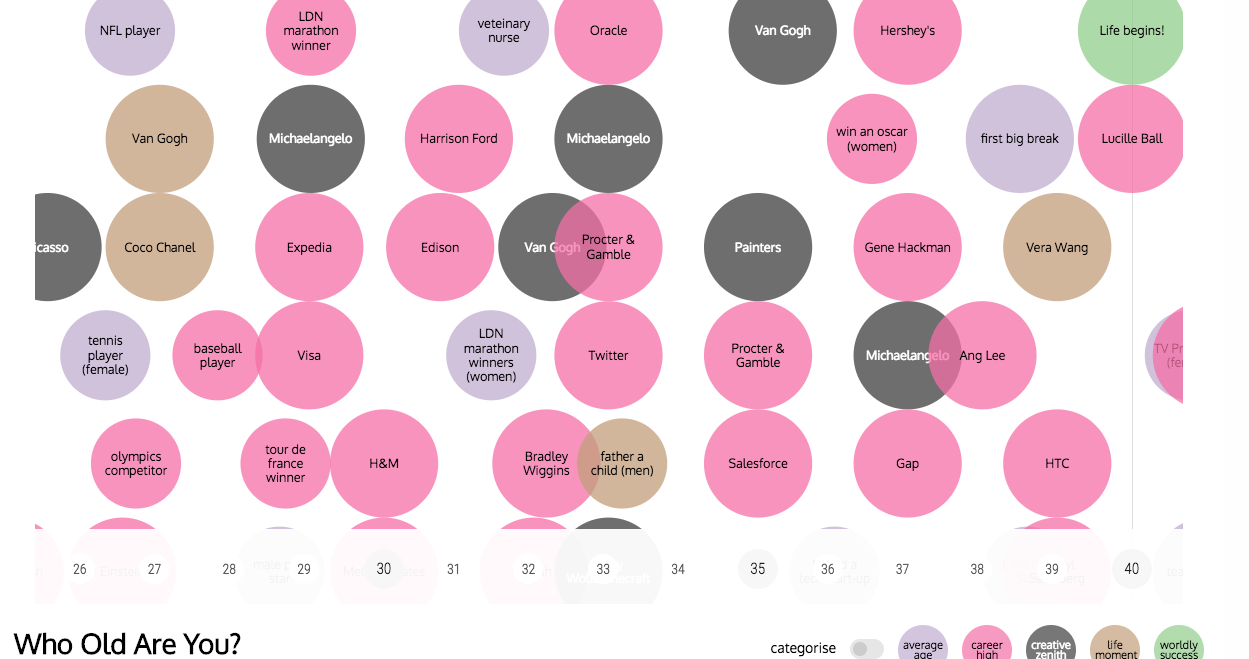 NFL player
LDN
marathon
winner
veteinary
nurse
Oracle
Van Gogh
Hershey's
Life begins!
Van Gogh
Michaelangelo
Harrison Ford
Michaelangelo
win an oscar
(women)
first big break
Lucille Ball
icasso
Coco Chanel
Expedia
Edison
Van Gogh
Procter &
Gamble
Painters
Gene Hackman
Vera Wang
tennis
player
(female)
baseball
player
Visa
LDN
marathon
winners
(women)
Twitter
Procter &
Gamble
Michaelangelo
Ang Lee
TV Pr
(fe
olympics
competitor
tour de
france
winner
H&M
Bradley
Wiggins
father a
child (men)
Salesforce
Gap
HTC
26 27 28 29 30 31 32 33 34 35 36 37 38 39 40
Who Old Are You?
categorise
average
age
career
high
creative
zenith
life
moment
worldly
success